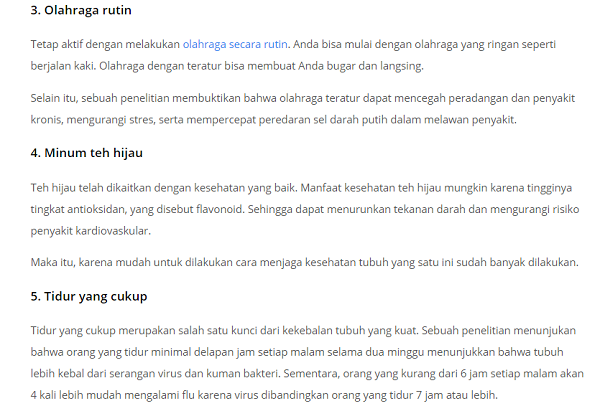 3. Olahraga rutin
Tetap aktif dengan melakukan olahraga secara rutin. Anda bisa mulai dengan olahraga yang ringan seperti
berjalan kaki. Olahraga dengan teratur bisa membuat Anda bugar dan langsing.
Selain itu, sebuah penelitian membuktikan bahwa olahraga teratur dapat mencegah peradangan dan penyakit
kronis, mengurangi stres, serta mempercepat peredaran sel darah putih dalam melawan penyakit.
4. Minum teh hijau
Teh hijau telah dikaitkan dengan kesehatan yang baik. Manfaat kesehatan teh hijau mungkin karena tingginya
tingkat antioksidan, yang disebut flavonoid. Sehingga dapat menurunkan tekanan darah dan mengurangi risiko
penyakit kardiovaskular.
Maka itu, karena mudah untuk dilakukan cara menjaga kesehatan tubuh yang satu ini sudah banyak dilakukan.
5. Tidur yang cukup
Tidur yang cukup merupakan salah satu kunci dari kekebalan tubuh yang kuat. Sebuah penelitian menunjukan
bahwa orang yang tidur minimal delapan jam setiap malam selama dua minggu menunjukkan bahwa tubuh
lebih kebal dari serangan virus dan kuman bakteri. Sementara, orang yang kurang dari 6 jam setiap malam akan
4 kali lebih mudah mengalami flu karena virus dibandingkan orang yang tidur 7 jam atau lebih.